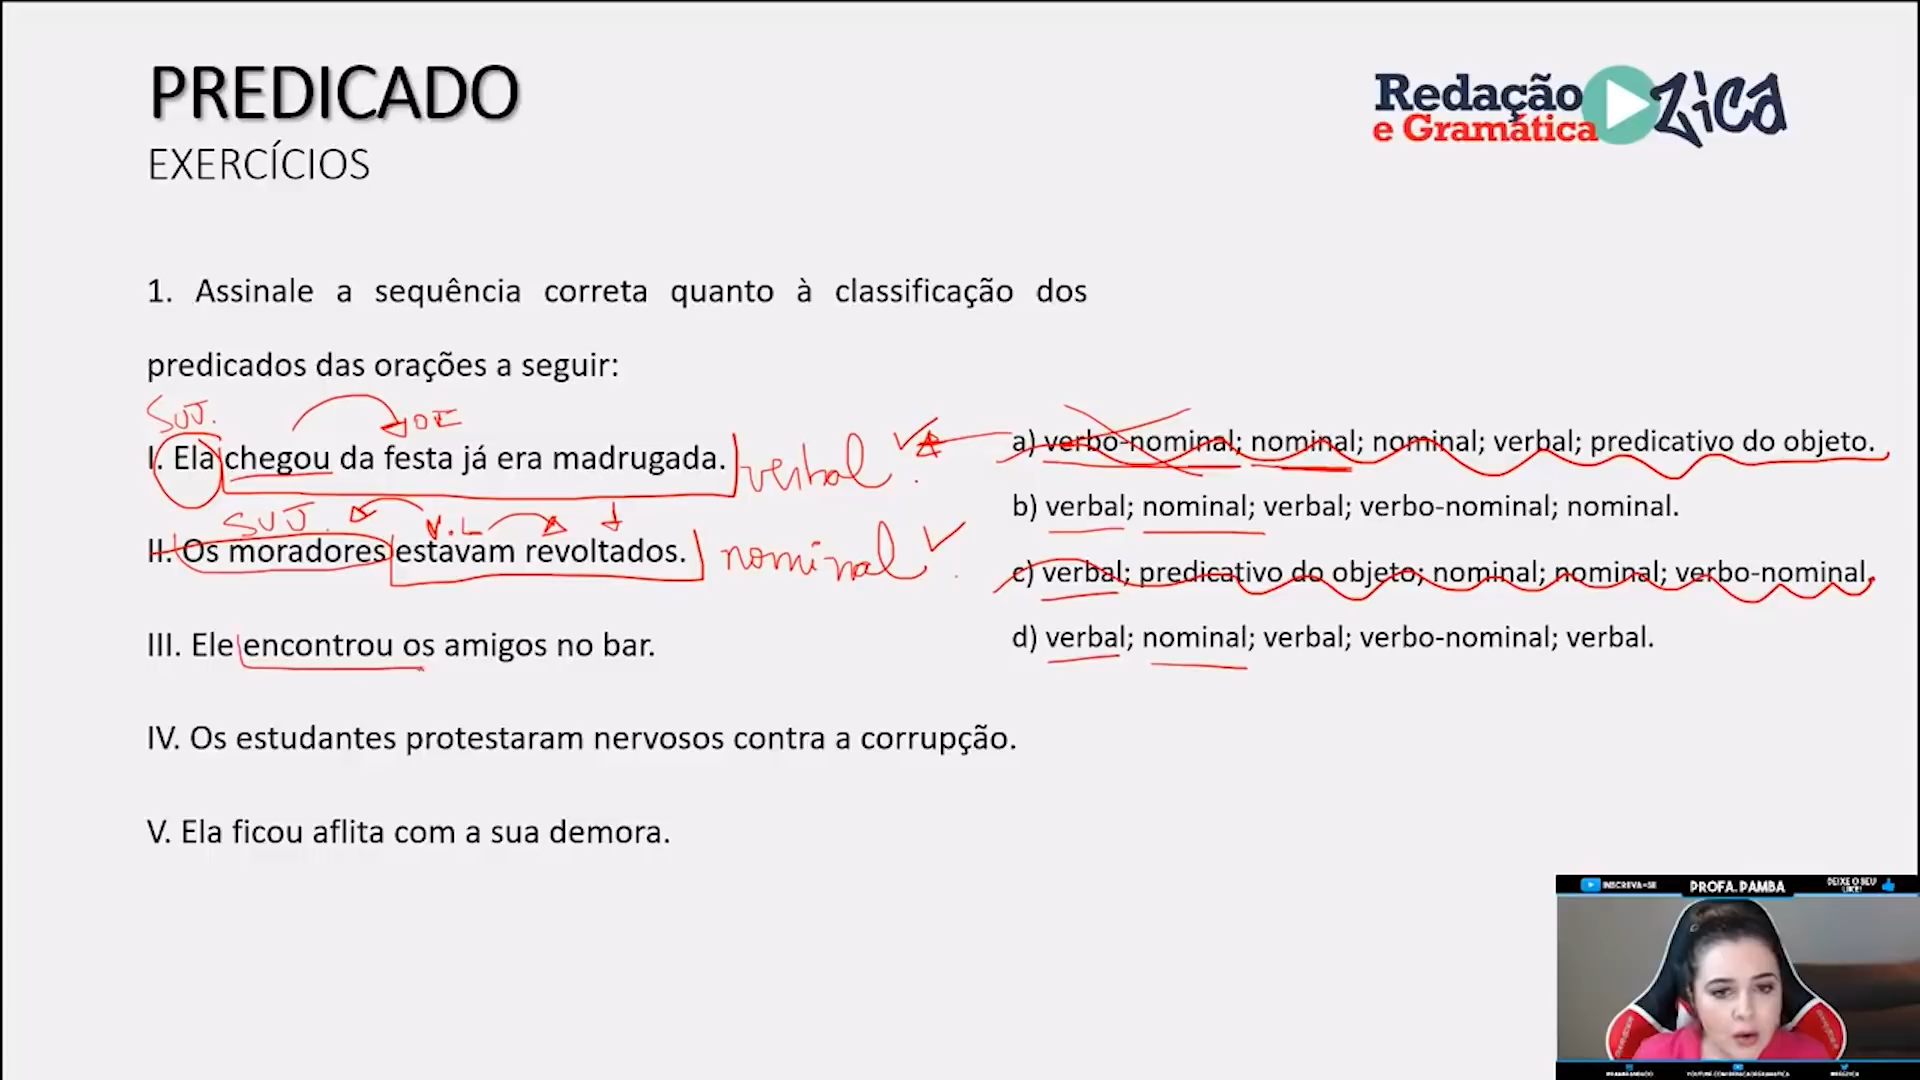 PREDICADO
EXERCÍCIOS
Redação
e Gramática
Zica
1. Assinale a sequência correta quanto à classificação dos
predicados das orações a seguir:
SUJ.
I. Ela chegou da festa já era madrugada.
verbal
SUJ.
V.L
II. Os moradores estavam revoltados.
nominal
III. Ele encontrou os amigos no bar.
IV. Os estudantes protestaram nervosos contra a corrupção.
V. Ela ficou aflita com a sua demora.
a) verbo-nominal; nominal; nominal; verbal; predicativo do objeto.
b) verbal; nominal; verbal; verbo-nominal; nominal.
c) verbal; predicativo do objeto; nominal; nominal; verbo-nominal.
d) verbal; nominal; verbal; verbo-nominal; verbal.
INSCREVA-SE
PROFA. PAMBA
DEIXE O SEU
LIKE!